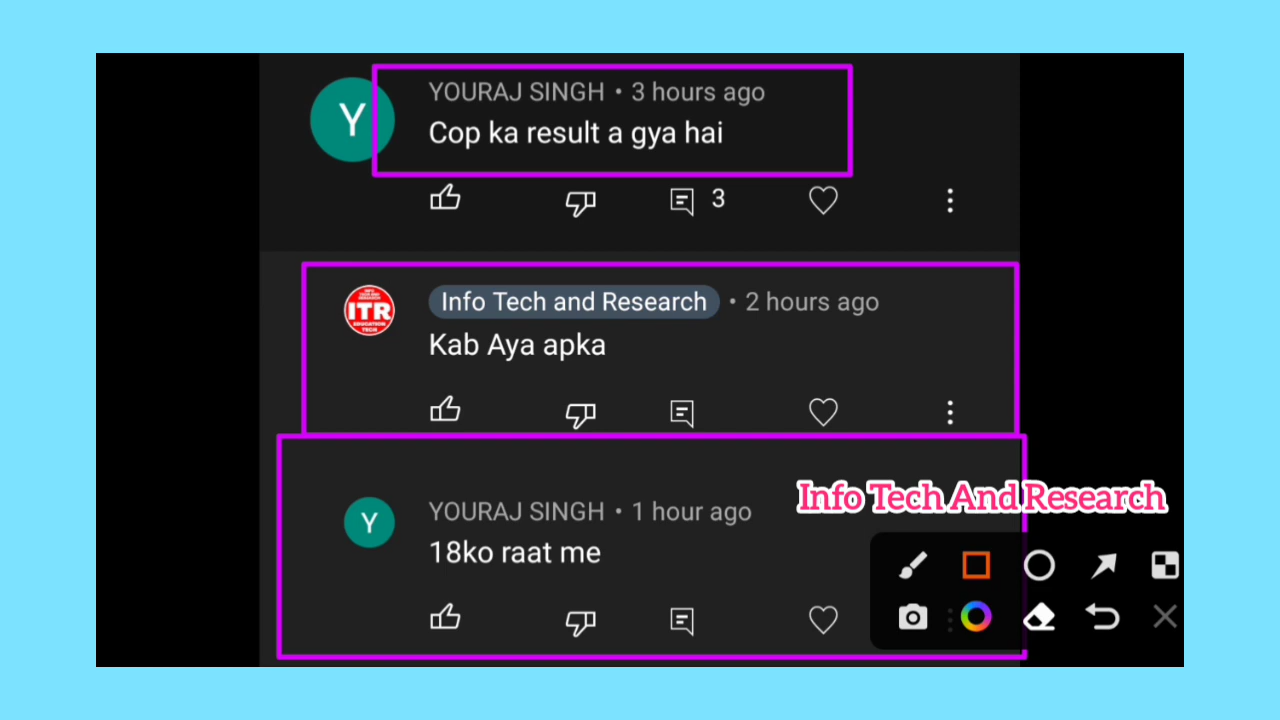 Y
YOURAJ SINGH • 3 hours ago
Cop ka result a gya hai
3
ITR
Info Tech and Research • 2 hours ago
Kab Aya apka
Y
YOURAJ SINGH • 1 hour ago
Info Tech And Research
18ko raat me